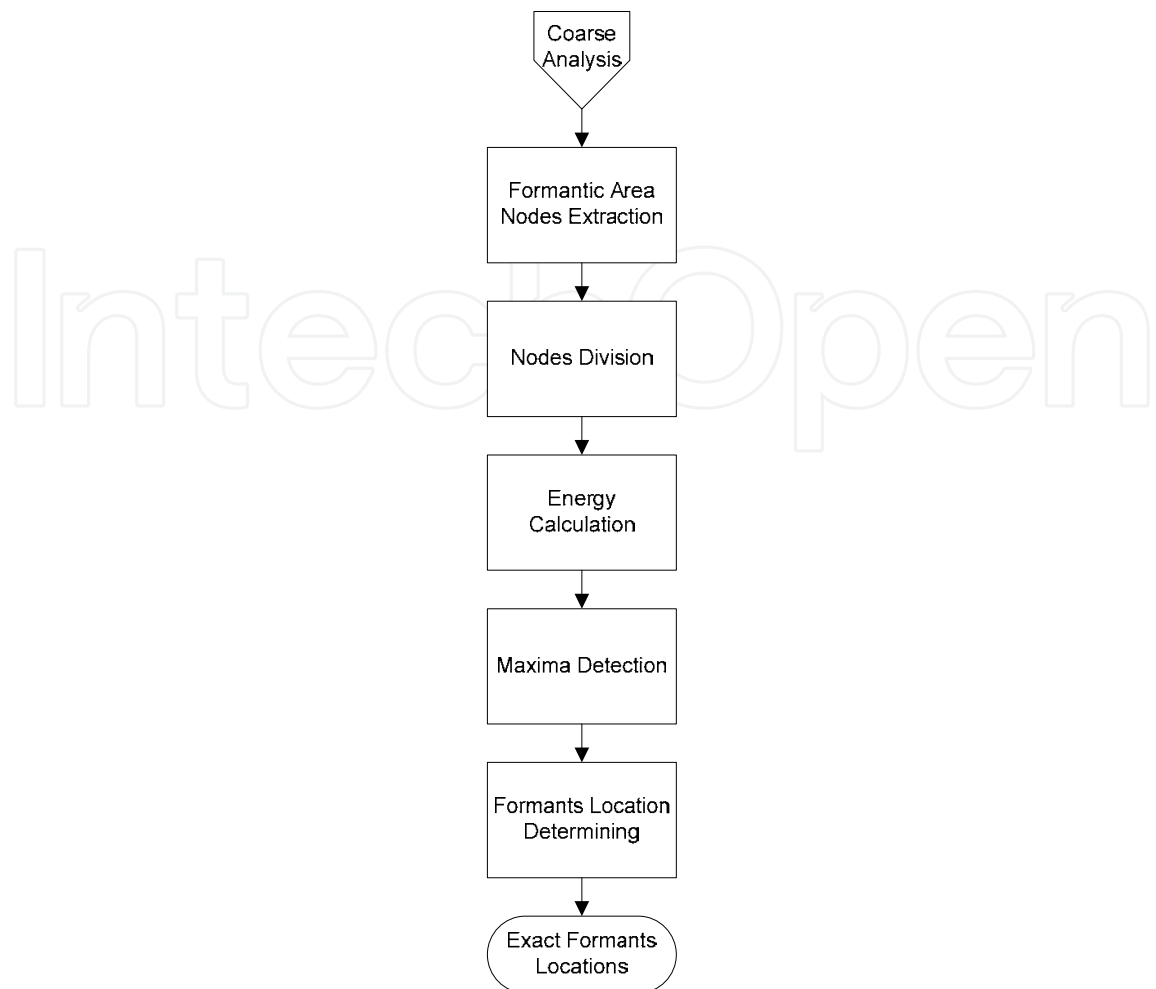 Coarse
Analysis
Formantic Area
Nodes Extraction
IntechOpen
Nodes Division
Energy
Calculation
Maxima Detection
Formants Location
Determining
Exact Formants
Locations